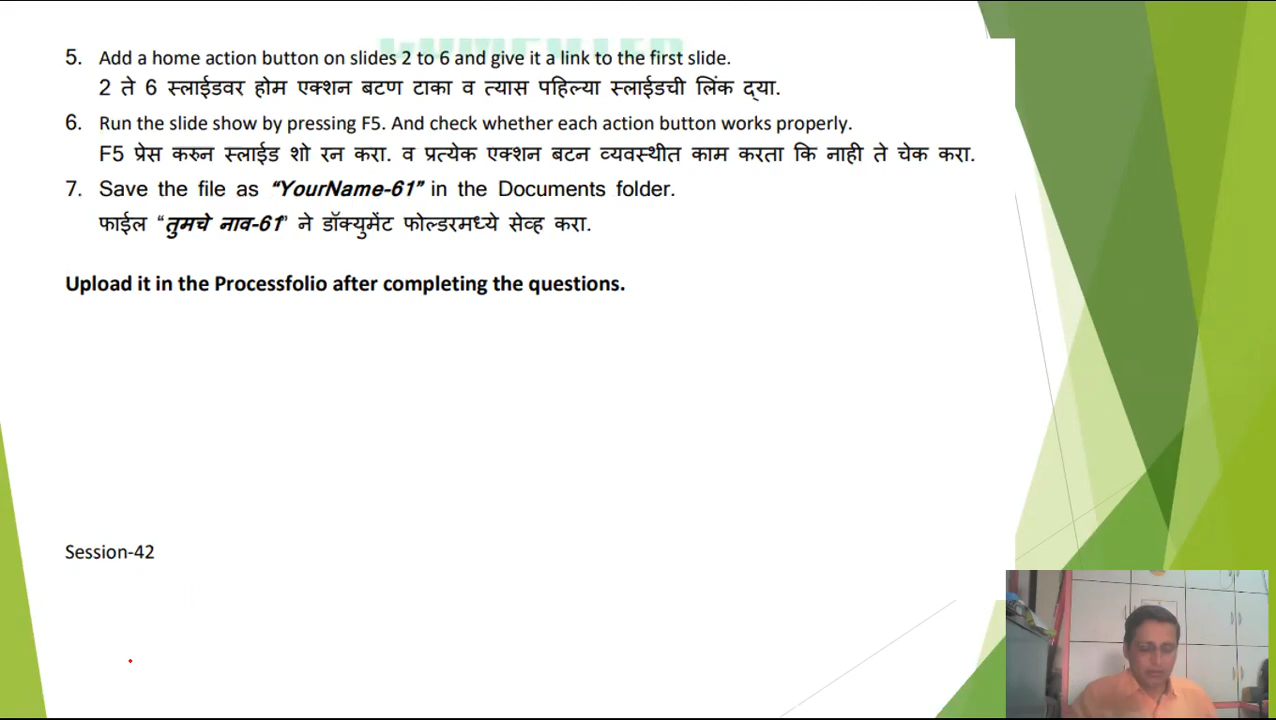 5. Add a home action button on slides 2 to 6 and give it a link to the first slide.
2 ते 6 स्लाईडवर होम एक्शन बटण टाका व त्यास पहिल्या स्लाईडची लिंक द्या.
6. Run the slide show by pressing F5. And check whether each action button works properly.
F5 प्रेस करुन स्लाईड शो रन करा. व प्रत्येक एक्शन बटन व्यवस्थीत काम करता कि नाही ते चेक करा.
7. Save the file as “YourName-61” in the Documents folder.
फाईल “तुमचे नाव-61” ने डॉक्युमेंट फोल्डरमध्ये सेव्ह करा.
Upload it in the Processfolio after completing the questions.
Session-42